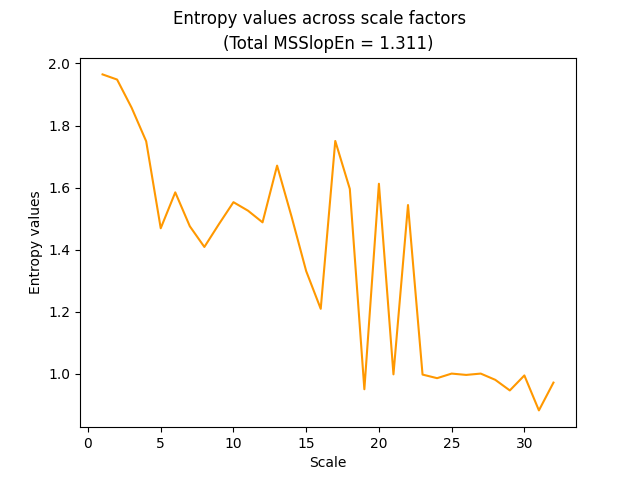 Entropy values across scale factors
(Total MSSlopEn = 1.311)
2.0
1.8
1.6
1.4
1.2
1.0
Entropy values
0 5 10 15 20 25 30
Scale